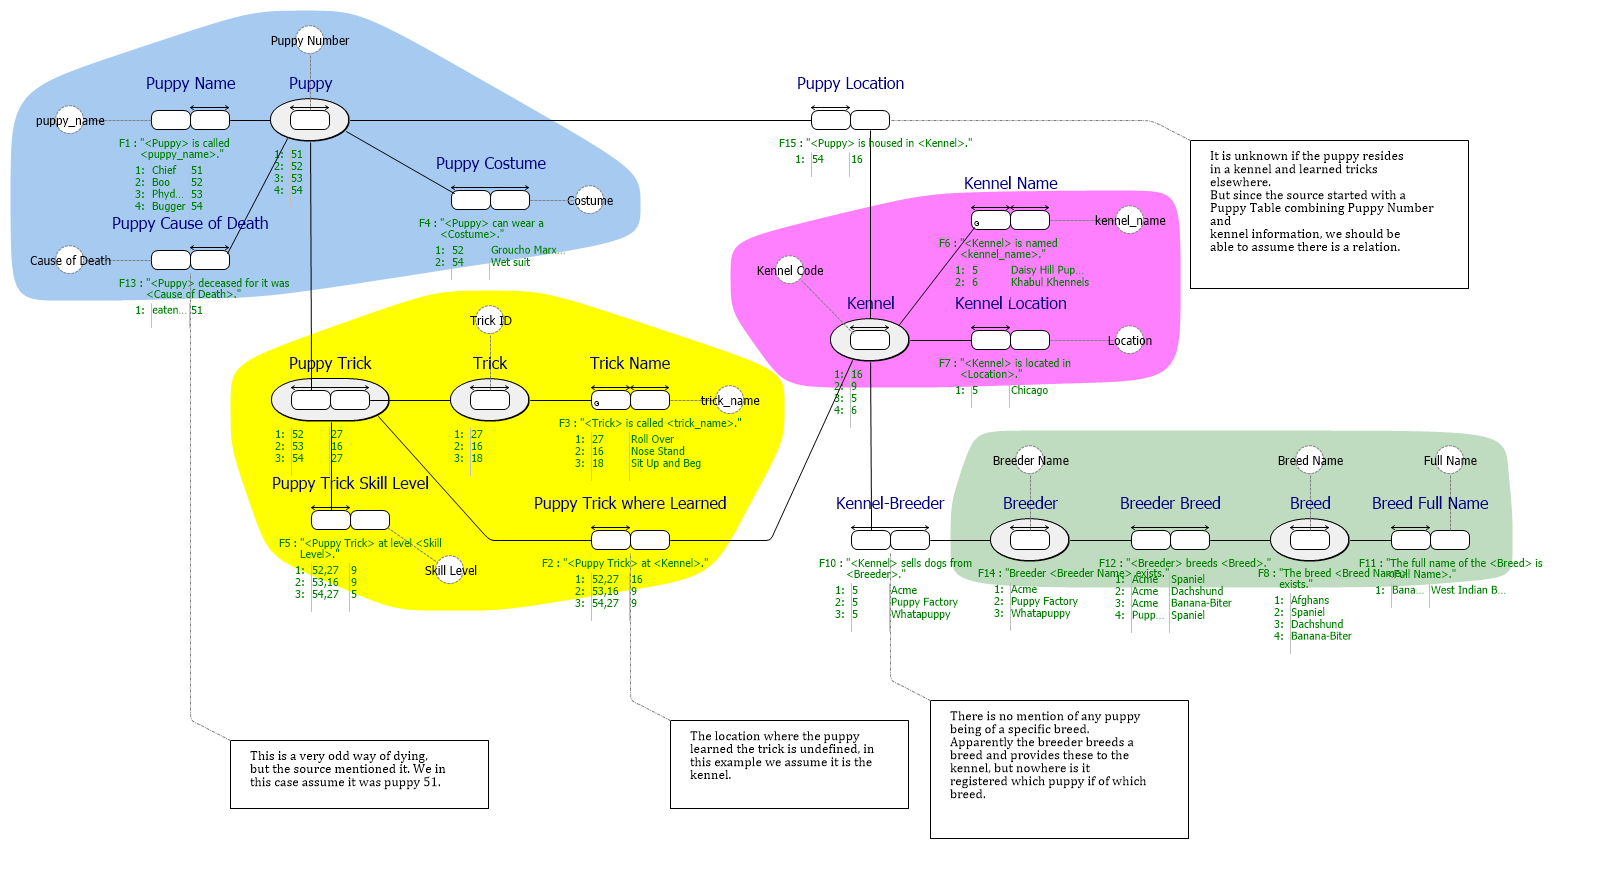 Puppy Number
Puppy Name
Puppy
puppy_name
F1 : "<Puppy> is called
<puppy_name>."
1: Chief 51
2: Boo 52
3: Phyd... 53
4: Bugger 54
1: 51
2: 52
3: 53
4: 54
Puppy Costume
Costume
F4 : "<Puppy> can wear a
<Costume>."
1: 52 Groucho Marx...
2: 54 Wet suit
Puppy Cause of Death
Cause of Death
F13 : "<Puppy> deceased for it was
<Cause of Death>."
1: eaten... 51
Puppy Location
F15 : "<Puppy> is housed in <Kennel>."
1: 54 16
It is unknown if the puppy resides
in a kennel and learned tricks
elsewhere.
But since the source started with a
Puppy Table combining Puppy Number
and
kennel information, we should be
able to assume there is a relation.
Kennel Name
G
kennel_name
F6 : "<Kennel> is named
<kennel_name>."
1: 5 Daisy Hill Pup...
2: 6 Khabul Khennels
Kennel Code
Kennel
1: 16
2: 9
3: 5
4: 6
Kennel Location
Location
F7 : "<Kennel> is located in
<Location>."
1: 5 Chicago
Trick ID
Puppy Trick
Trick
Trick Name
G
trick_name
F3 : "<Trick> is called <trick_name>."
1: 27 Roll Over
2: 16 Nose Stand
3: 18 Sit Up and Beg
1: 52 27
2: 53 16
3: 54 27
1: 27
2: 16
3: 18
Puppy Trick Skill Level
F5 : "<Puppy Trick> at level <Skill
Level>."
1: 52,27 9
2: 53,16 9
3: 54,27 5
Skill Level
Puppy Trick where Learned
F2 : "<Puppy Trick> at <Kennel>."
1: 52,27 16
2: 53,16 9
3: 54,27 9
Kennel-Breeder
F10 : "<Kennel> sells dogs from
<Breeder>."
1: 5 Acme
2: 5 Puppy Factory
3: 5 Whatapuppy
Breeder Name
Breeder
F14 : "Breeder <Breeder Name> exists."
1: Acme
2: Puppy Factory
3: Whatapuppy
Breeder Breed
F12 : "<Breeder> breeds <Breed>."
1: Acme Spaniel
2: Acme Dachshund
3: Acme Banana-Biter
4: Pupp... Spaniel
Breed Name
Breed
F8 : "The breed <Breed Name>
exists."
1: Afghans
2: Spaniel
3: Dachshund
4: Banana-Biter
Full Name
Breed Full Name
F11 : "The full name of the <Breed> is
<Full Name>."
1: Bana... West Indian B...
This is a very odd way of dying,
but the source mentioned it. We in
this case assume it was puppy 51.
The location where the puppy
learned the trick is undefined, in
this example we assume it is the
kennel.
There is no mention of any puppy
being of a specific breed.
Apparently the breeder breeds a
breed and provides these to the
kennel, but nowhere is it
registered which puppy if of which
breed.